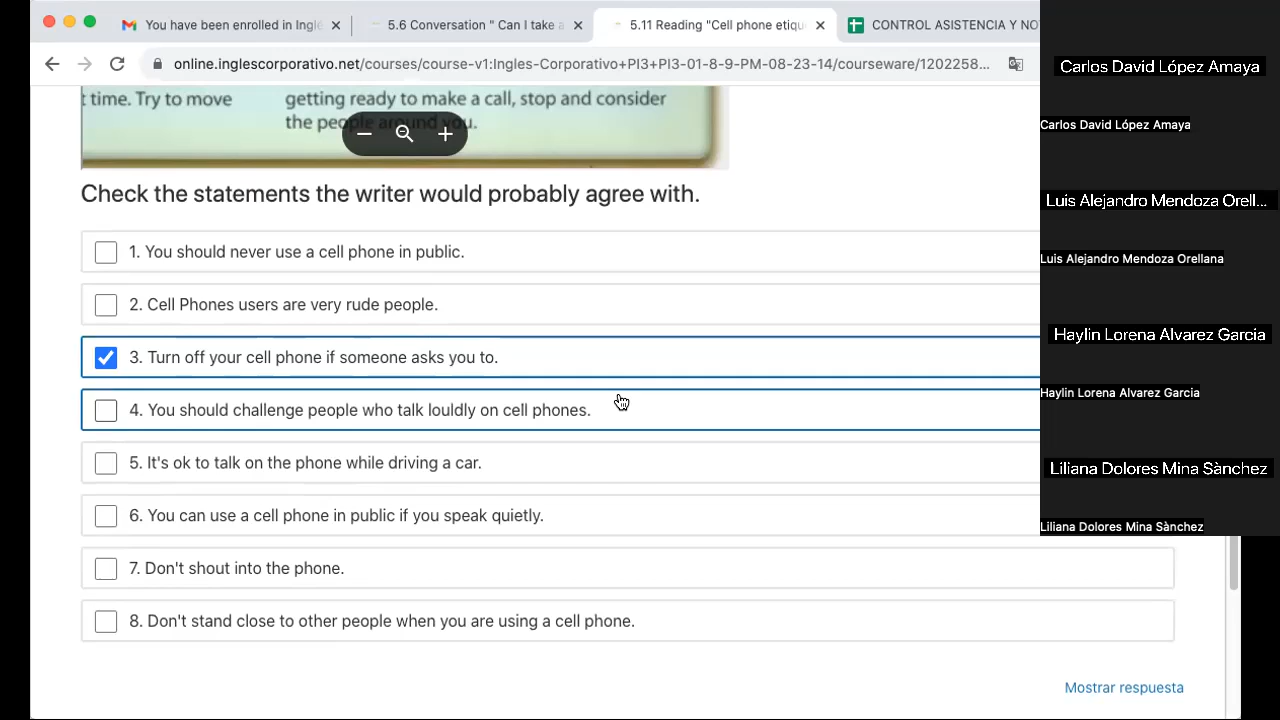 You have been enrolled in Ingle
5.6 Conversation " Can I take a
5.11 Reading "Cell phone etiqu
CONTROL ASISTENCIA Y NOT
online.inglescorporativo.net/courses/course-v1:Ingles-Corporativo+PI3+PI3-01-8-9-PM-08-23-14/courseware/1202258...
t time. Try to move
getting ready to make a call, stop and consider
the people around you.
Check the statements the writer would probably agree with.
1. You should never use a cell phone in public.
2. Cell Phones users are very rude people.
3. Turn off your cell phone if someone asks you to.
4. You should challenge people who talk louldly on cell phones.
5. It's ok to talk on the phone while driving a car.
6. You can use a cell phone in public if you speak quietly.
7. Don't shout into the phone.
8. Don't stand close to other people when you are using a cell phone.
Mostrar respuesta
Carlos David López Amaya
Carlos David López Amaya
Luis Alejandro Mendoza Orell...
Luis Alejandro Mendoza Orellana
Haylin Lorena Alvarez Garcia
Haylin Lorena Alvarez Garcia
Liliana Dolores Mina Sànchez
Liliana Dolores Mina Sànchez